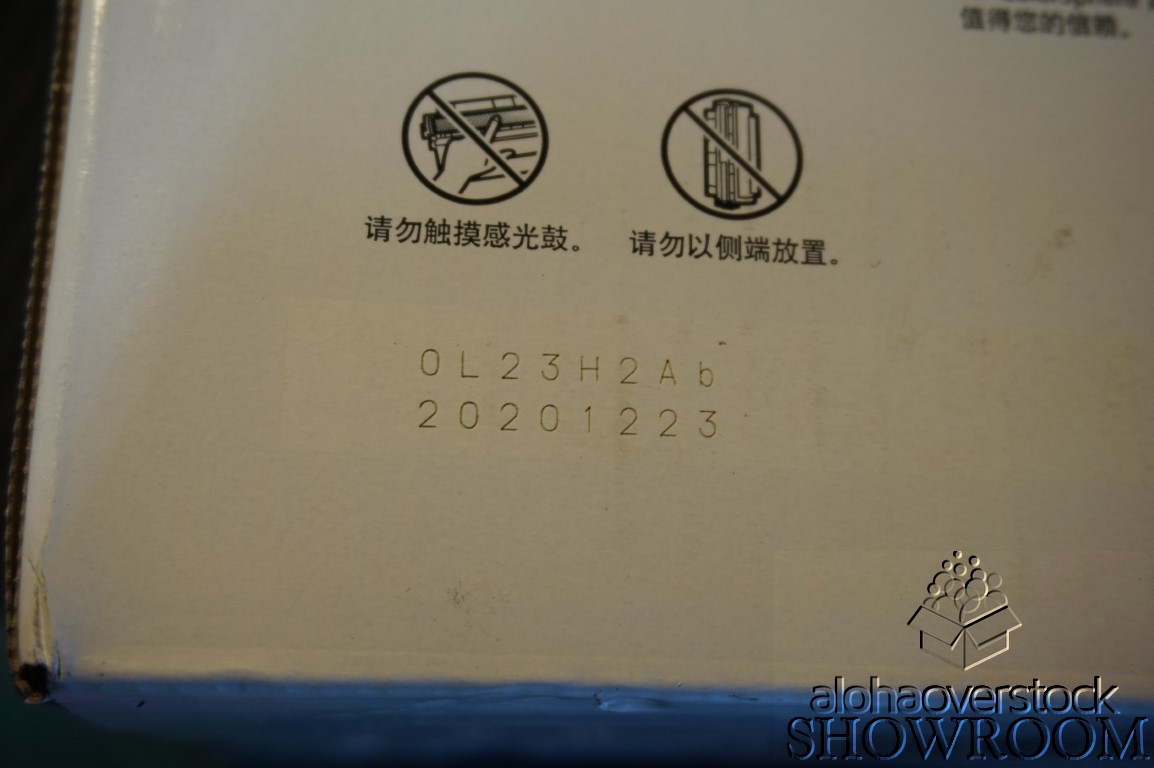 值得您的信赖。
请勿触摸感光鼓。 请勿以侧端放置。
0L23H2Ab
20201223
alohaoverstock
SHOWROOM